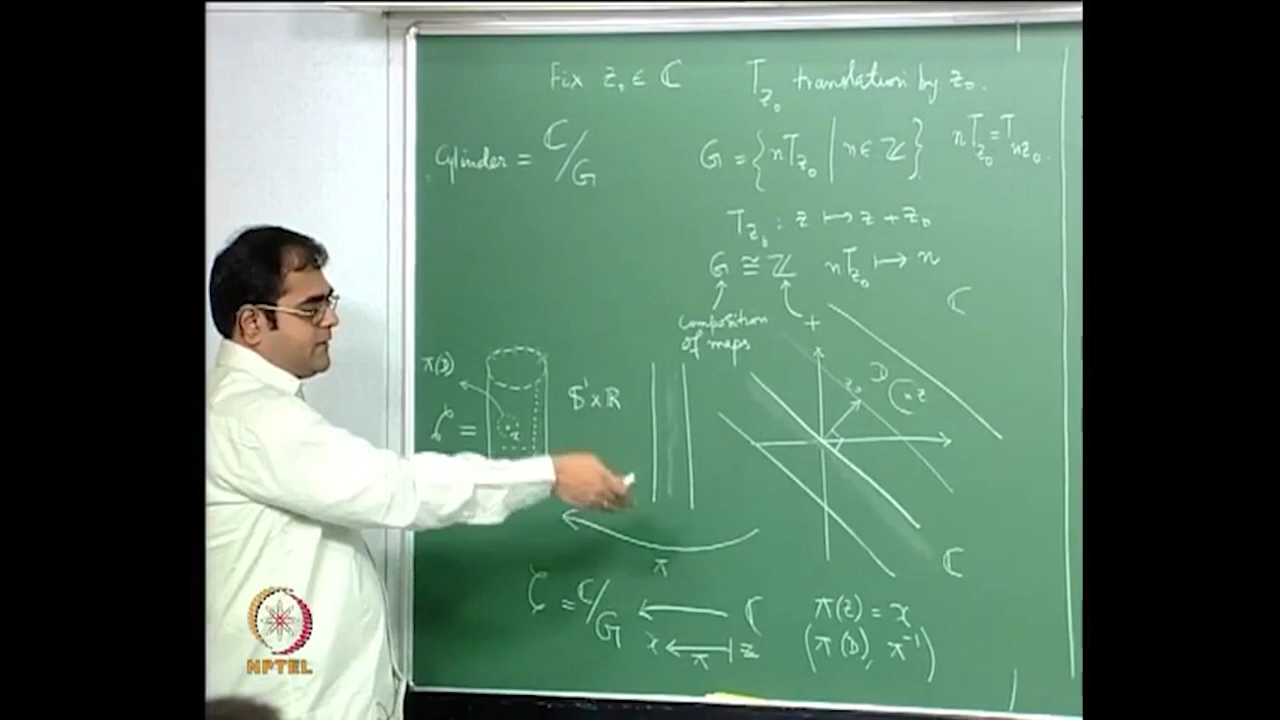 Fix z₀ ∈ ℂ   T_{z₀} translation by z₀.
Cylinder = ℂ/G   G = {nT_{z₀} | n ∈ ℤ}   nT_{z₀} = T_{nz₀}.
T_{z₀} : z ↦ z + z₀
G ≅ ℤ   nT_{z₀} ↦ n
composition of maps   +
ℂ
π(D)   S¹ × ℝ   z₀   D   z
=   x
π   ℂ
= ℂ/G ← ℂ   π(z) = x
x ← z   (π(D), π⁻¹)
π
NPTEL